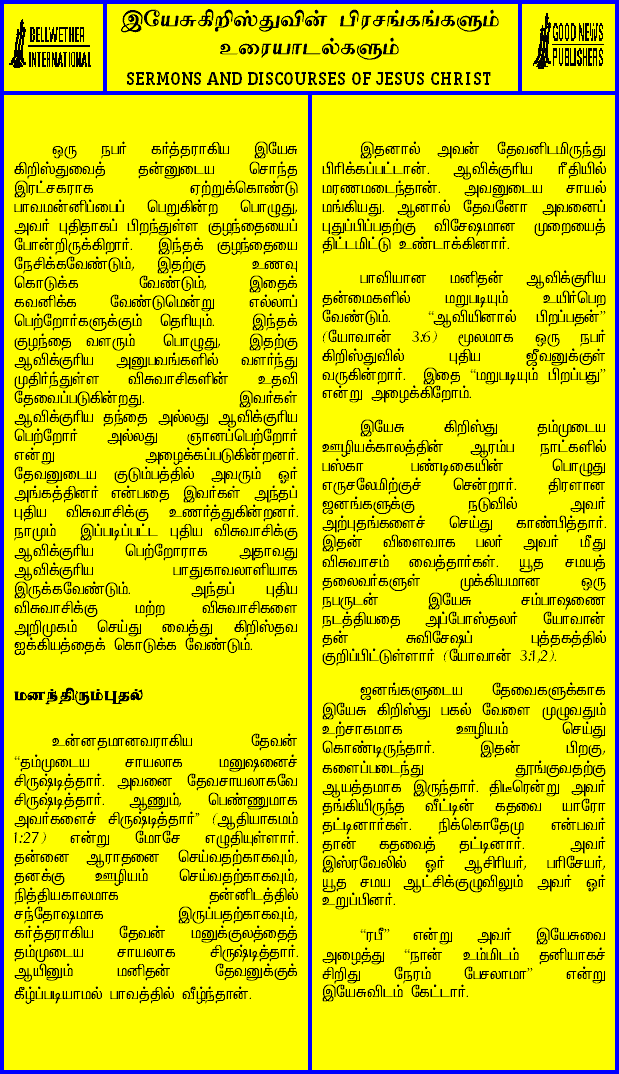 BELLWETHER
INTERNATIONAL
இயேசுகிறிஸ்துவின் பிரசங்கங்களும்
உரையாடல்களும்
SERMONS AND DISCOURSES OF JESUS CHRIST
GOOD NEWS
PUBLISHERS
ஒரு நபர் கர்த்தராகிய இயேசு
கிறிஸ்துவைத் தன்னுடைய சொந்த
இரட்சகராக ஏற்றுக்கொண்டு
பாவமன்னிப்பைப் பெறுகின்ற பொழுது,
அவர் புதிதாகப் பிறந்துள்ள குழந்தையைப்
போன்றிருக்கிறார். இந்தக் குழந்தையை
நேசிக்கவேண்டும், இதற்கு உணவு
கொடுக்க வேண்டும், இதைக்
கவனிக்க வேண்டுமென்று எல்லாப்
பெற்றோர்களுக்கும் தெரியும். இந்தக்
குழந்தை வளரும் பொழுது, இதற்கு
ஆவிக்குரிய அனுபவங்களில் வளர்ந்து
முதிர்ந்துள்ள விசுவாசிகளின் உதவி
தேவைப்படுகின்றது. இவர்கள்
ஆவிக்குரிய தந்தை அல்லது ஆவிக்குரிய
பெற்றோர் அல்லது ஞானப்பெற்றோர்
என்று அழைக்கப்படுகின்றனர்.
தேவனுடைய குடும்பத்தில் அவரும் ஓர்
அங்கத்தினர் என்பதை இவர்கள் அந்தப்
புதிய விசுவாசிக்கு உணர்த்துகின்றனர்.
நாமும் இப்படிப்பட்ட புதிய விசுவாசிக்கு
ஆவிக்குரிய பெற்றோராக அதாவது
ஆவிக்குரிய பாதுகாவலாளியாக
இருக்கவேண்டும். அந்தப் புதிய
விசுவாசிக்கு மற்ற விசுவாசிகளை
அறிமுகம் செய்து வைத்து கிறிஸ்தவ
ஐக்கியத்தைக் கொடுக்க வேண்டும்.
மனந்திரும்புதல்
உன்னதமானவராகிய தேவன்
“தம்முடைய சாயலாக மனுஷனைச்
சிருஷ்டித்தார். அவனை தேவசாயலாகவே
சிருஷ்டித்தார். ஆணும், பெண்ணுமாக
அவர்களைச் சிருஷ்டித்தார்” (ஆதியாகமம்
1:27) என்று மோசே எழுதியுள்ளார்.
தன்னை ஆராதனை செய்வதற்காகவும்,
தனக்கு ஊழியம் செய்வதற்காகவும்,
நித்தியகாலமாக தன்னிடத்தில்
சந்தோஷமாக இருப்பதற்காகவும்,
கர்த்தராகிய தேவன் மனுக்குலத்தைத்
தம்முடைய சாயலாக சிருஷ்டித்தார்.
ஆயினும் மனிதன் தேவனுக்குக்
கீழ்ப்படியாமல் பாவத்தில் வீழ்ந்தான்.
இதனால் அவன் தேவனிடமிருந்து
பிரிக்கப்பட்டான். ஆவிக்குரிய ரீதியில்
மரணமடைந்தான். அவனுடைய சாயல்
மங்கியது. ஆனால் தேவனோ அவனைப்
புதுப்பிப்பதற்கு விசேஷமான முறையைத்
திட்டமிட்டு உண்டாக்கினார்.
பாவியான மனிதன் ஆவிக்குரிய
தன்மைகளில் மறுபடியும் உயிர்பெற
வேண்டும். “ஆவியினால் பிறப்பதன்”
(யோவான் 3:6) மூலமாக ஒரு நபர்
கிறிஸ்துவில் புதிய ஜீவனுக்குள்
வருகின்றார். இதை “மறுபடியும் பிறப்பது”
என்று அழைக்கிறோம்.
இயேசு கிறிஸ்து தம்முடைய
ஊழியக்காலத்தின் ஆரம்ப நாட்களில்
பஸ்கா பண்டிகையின் பொழுது
எருசலேமிற்குச் சென்றார். திரளான
ஜனங்களுக்கு நடுவில் அவர்
அற்புதங்களைச் செய்து காண்பித்தார்.
இதன் விளைவாக பலர் அவர் மீது
விசுவாசம் வைத்தார்கள். யூத சமயத்
தலைவர்களுள் முக்கியமான ஒரு
நபருடன் இயேசு சம்பாஷணை
நடத்தியதை அப்போஸ்தலர் யோவான்
தன் சுவிசேஷப் புத்தகத்தில்
குறிப்பிட்டுள்ளார் (யோவான் 3:1,2).
ஜனங்களுடைய தேவைகளுக்காக
இயேசு கிறிஸ்து பகல் வேளை முழுவதும்
உற்சாகமாக ஊழியம் செய்து
கொண்டிருந்தார். இதன் பிறகு,
களைப்படைந்து தூங்குவதற்கு
ஆயத்தமாக இருந்தார். திடீரென்று அவர்
தங்கியிருந்த வீட்டின் கதவை யாரோ
தட்டினார்கள். நிக்கொதேமு என்பவர்
தான் கதவைத் தட்டினார். அவர்
இஸ்ரவேலில் ஓர் ஆசிரியர், பரிசேயர்,
யூத சமய ஆட்சிக்குழுவிலும் அவர் ஓர்
உறுப்பினர்.
“ரபீ” என்று அவர் இயேசுவை
அழைத்து “நான் உம்மிடம் தனியாகச்
சிறிது நேரம் பேசலாமா” என்று
இயேசுவிடம் கேட்டார்.